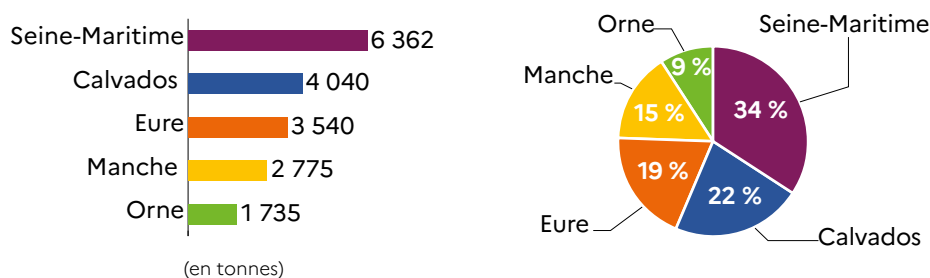 Seine-Maritime 6 362
Calvados 4 040
Eure 3 540
Manche 2 775
Orne 1 735
(en tonnes)
Orne
Seine-Maritime
Manche
9 %
34 %
15 %
19 %
22 %
Eure
Calvados